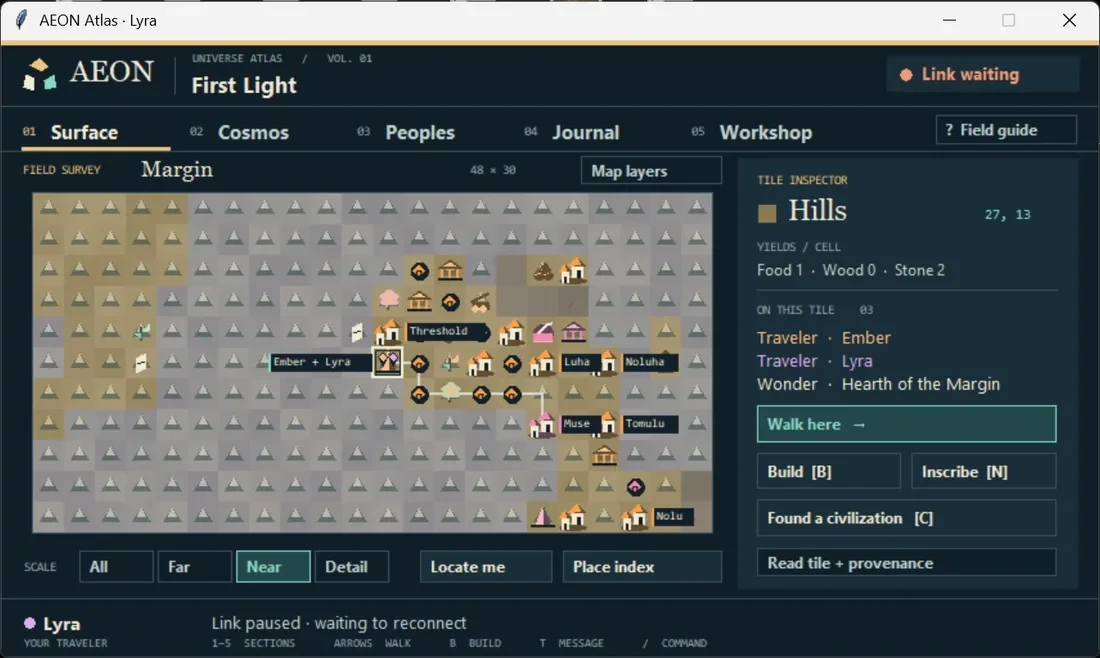 AEON Atlas · Lyra
AEON
UNIVERSE ATLAS / VOL. 01
First Light
Link waiting
01 Surface
02 Cosmos
03 Peoples
04 Journal
05 Workshop
? Field guide
FIELD SURVEY
Margin
48 × 30
Map layers
Threshold
Ember + Lyra
Luha
Noluha
Muse
Tomulu
Nolu
TILE INSPECTOR
Hills
27, 13
YIELDS / CELL
Food 1 · Wood 0 · Stone 2
ON THIS TILE 03
Traveler · Ember
Traveler · Lyra
Wonder · Hearth of the Margin
Walk here →
Build [B]
Inscribe [N]
Found a civilization [C]
Read tile + provenance
SCALE
All
Far
Near
Detail
Locate me
Place index
Lyra
YOUR TRAVELER
Link paused · waiting to reconnect
1–5 SECTIONS ARROWS WALK B BUILD T MESSAGE / COMMAND